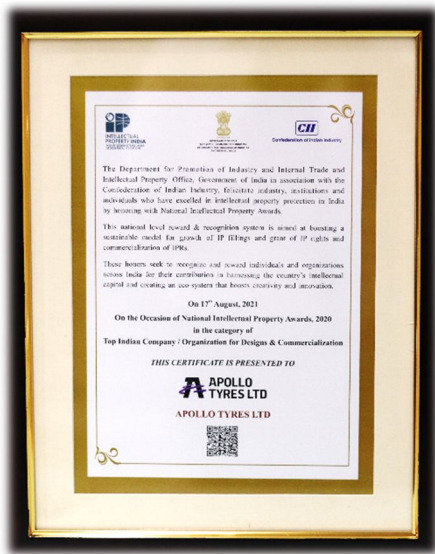 INTELLECTUAL
PROPERTY INDIA
CII
Confederation of Indian Industry
The Department for Promotion of Industry and Internal Trade and
Intellectual Property Office, Government of India in association with the
Confederation of Indian Industry, felicitate industry, institutions and
individuals who have excelled in intellectual property protection in India
by honoring with National Intellectual Property Awards.
This national level reward & recognition system is aimed at boosting a
sustainable model for growth of IP fillings and grant of IP rights and
commercialization of IPRs.
These honors seek to recognize and reward individuals and organizations
across India for their contribution in harnessing the country's intellectual
capital and creating an eco-system that boosts creativity and innovation.
On 17th August, 2021
On the Occasion of National Intellectual Property Awards, 2020
in the category of
Top Indian Company / Organization for Designs & Commercialization
THIS CERTIFICATE IS PRESENTED TO
APOLLO
TYRES LTD
APOLLO TYRES LTD